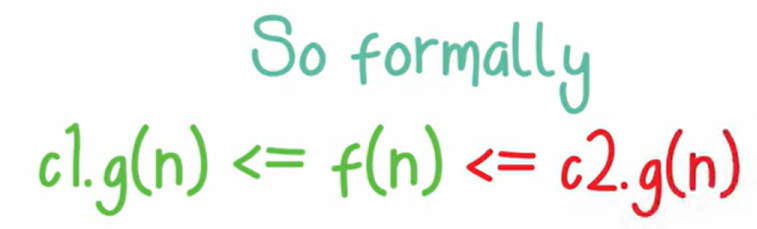 So formally
c1.g(n) <= f(n) <= c2.g(n)